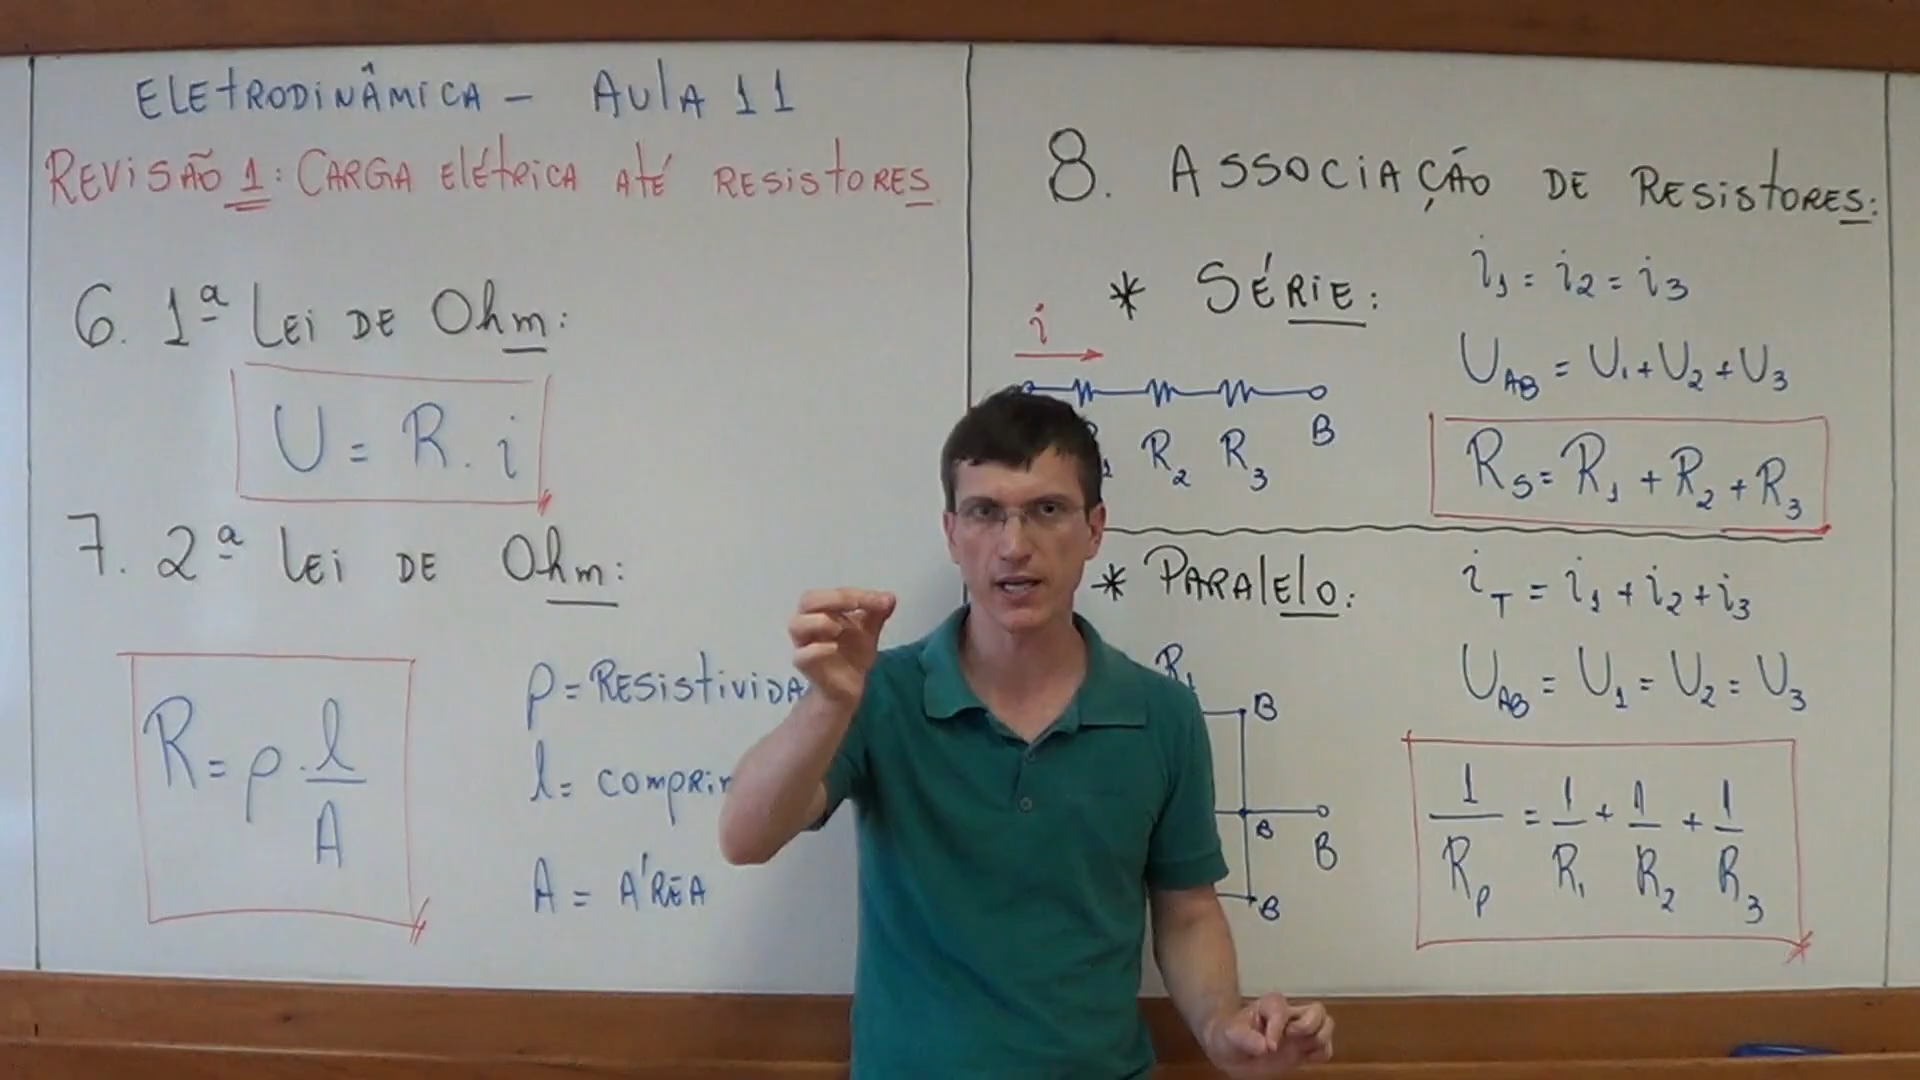 ELEtRODINÂMICA - AULA 11
REVISÃO 1: CARGA ELÉTRICA ATÉ RESISTORES
6. 1ª LEI DE Ohm:
U = R . i
7. 2ª LEI DE Ohm:
R = ρ . l/A
ρ = RESISTIVIDA
l = COMPRI
A = ÁREA
8. ASSOCIAÇÃO DE RESISTORES:
* SÉRIE:
i
R2 R3 B
i1 = i2 = i3
UAB = U1 + U2 + U3
RS = R1 + R2 + R3
* PARALELO:
R1
B
B B
B
iT = i1 + i2 + i3
UAB = U1 = U2 = U3
1/Rp = 1/R1 + 1/R2 + 1/R3